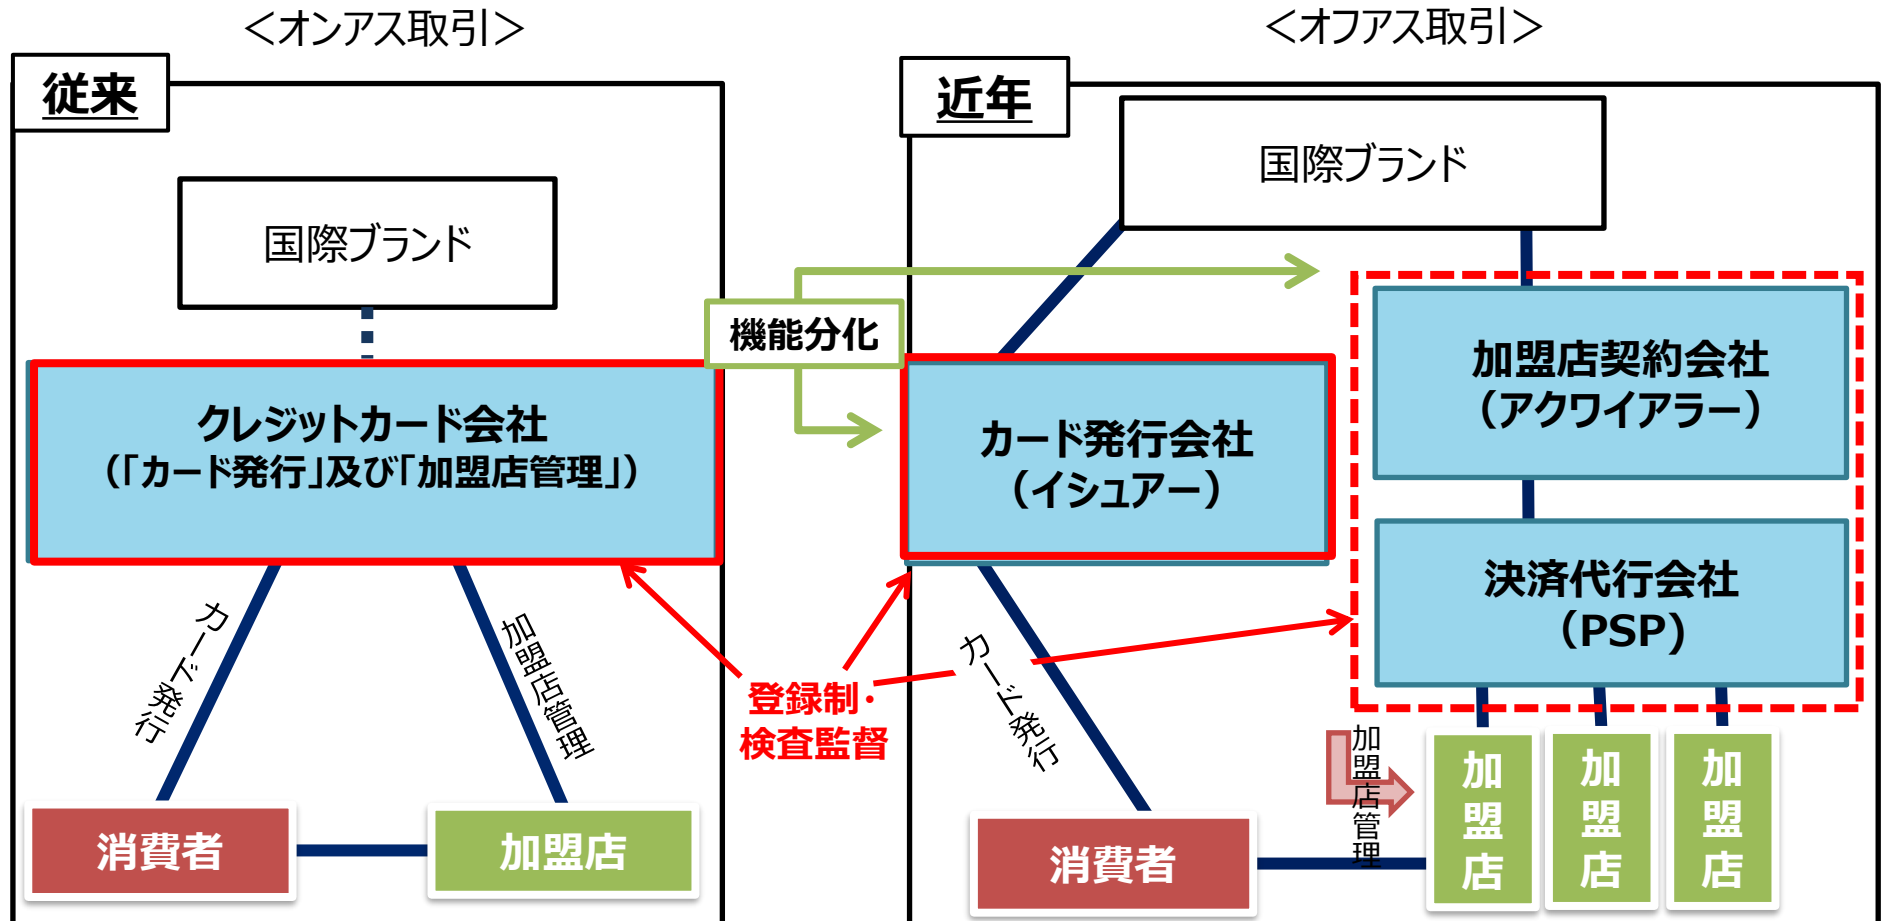 ＜オンアス取引＞
従来
国際ブランド
クレジットカード会社
（「カード発行」及び「加盟店管理」）
カード発行
加盟店管理
消費者
加盟店
機能分化
登録制・
検査監督
＜オフアス取引＞
近年
国際ブランド
カード発行会社
（イシュアー）
加盟店契約会社
（アクワイアラー）
決済代行会社
（PSP）
カード発行
加盟店管理
消費者
加盟店
加盟店
加盟店